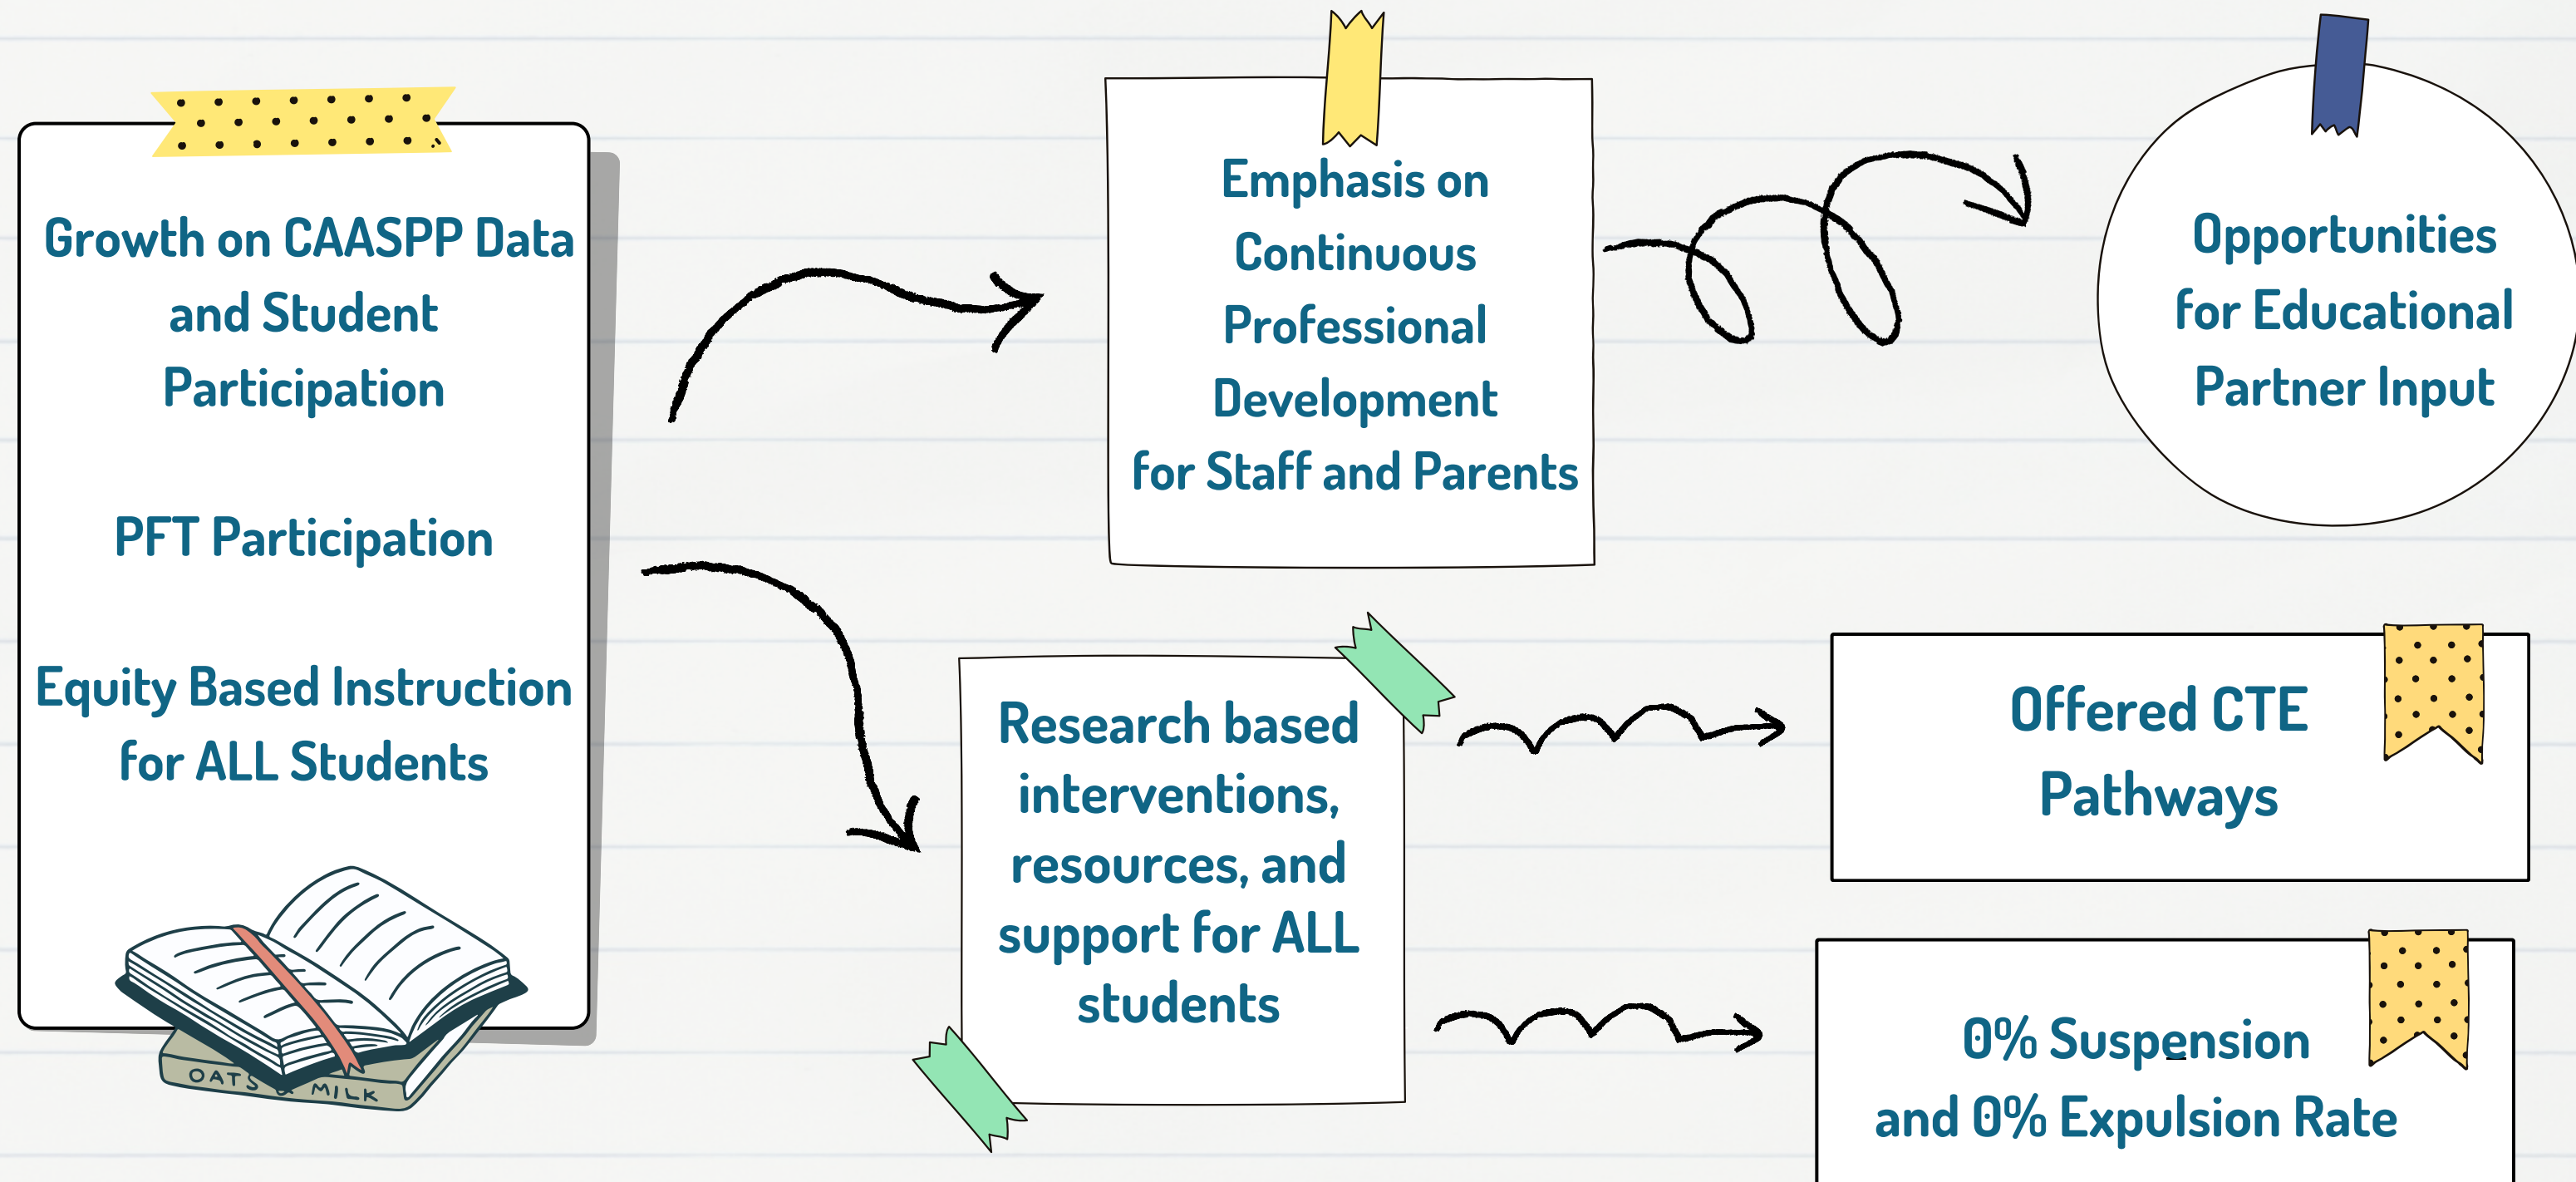 Growth on CAASPP Data
and Student
Participation
PFT Participation
Equity Based Instruction
for ALL Students
OATS & MILK
Emphasis on
Continuous
Professional
Development
for Staff and Parents
Opportunities
for Educational
Partner Input
Research based
interventions,
resources, and
support for ALL
students
Offered CTE
Pathways
0% Suspension
and 0% Expulsion Rate